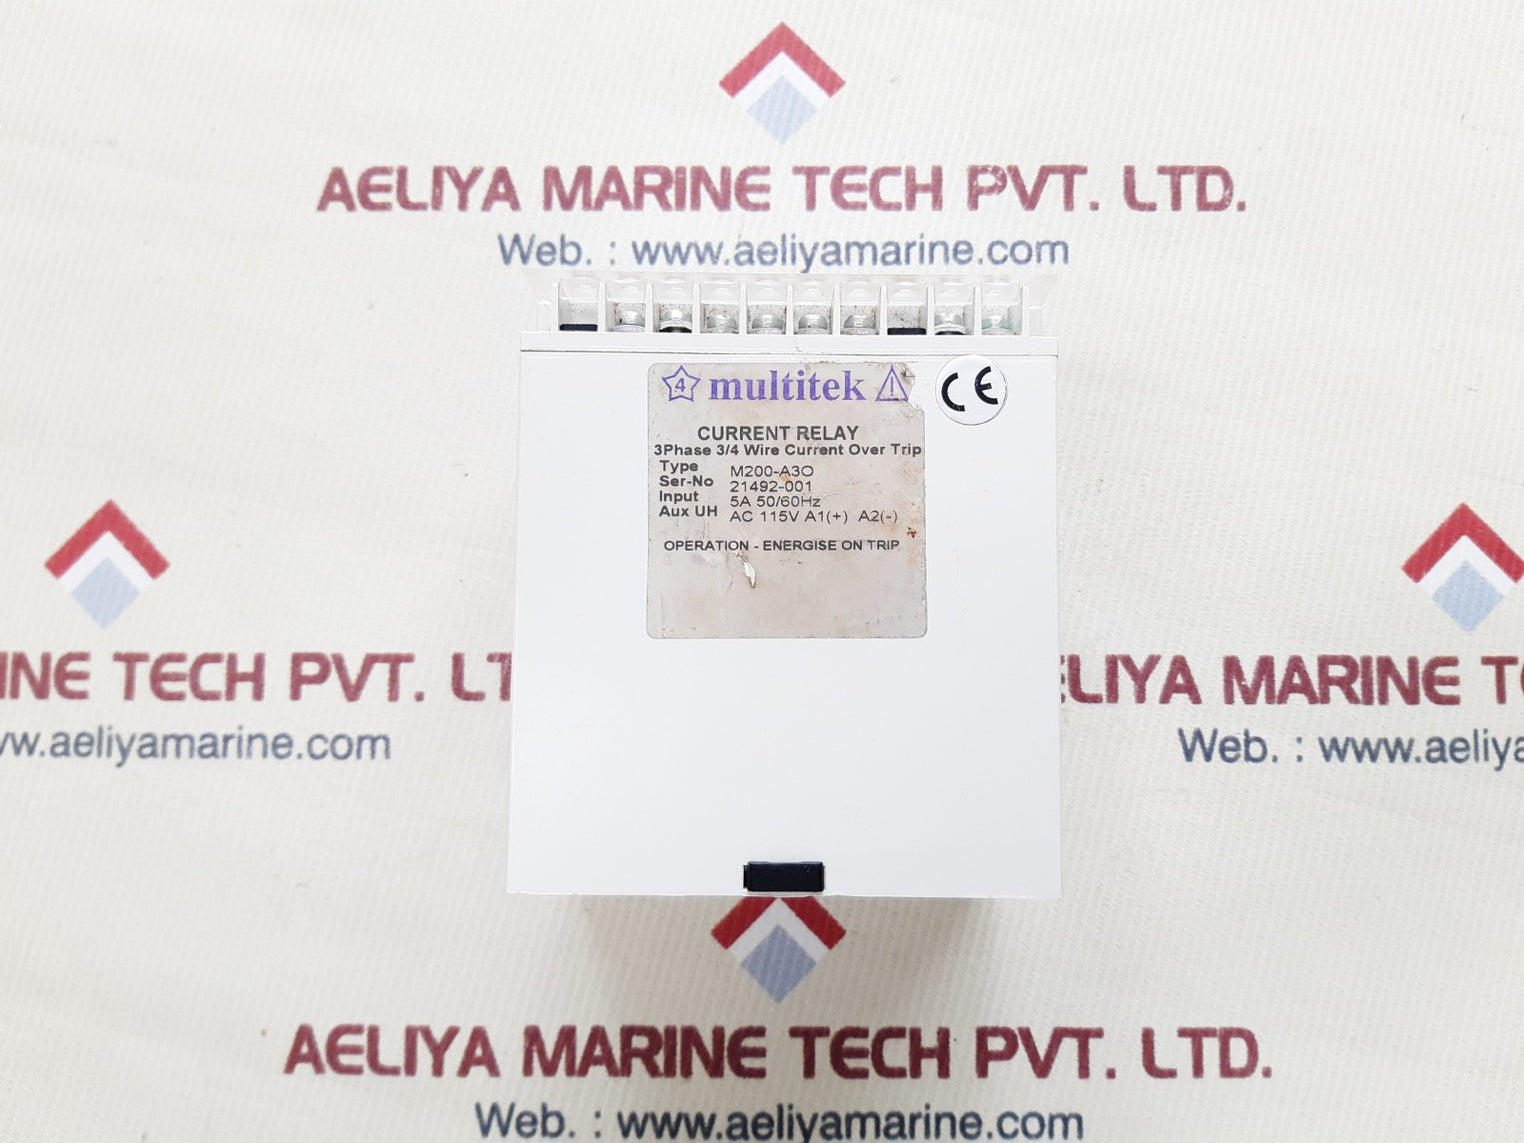 AELIYA MARINE TECH PVT. LTD.
Web. : www.aeliyamarine.com
4 multitek !
CE
CURRENT RELAY
3Phase 3/4 Wire Current Over Trip
Type M200-A3O
Ser-No 21492-001
Input 5A 50/60Hz
Aux UH AC 115V A1(+) A2(-)
OPERATION - ENERGISE ON TRIP
INE TECH PVT. LT
ELIYA MARINE T
w.aeliyamarine.com
Web. : www.aeliya
AELIYA MARINE TECH PVT. LTD.
Web. : www.aeliyamarine.com